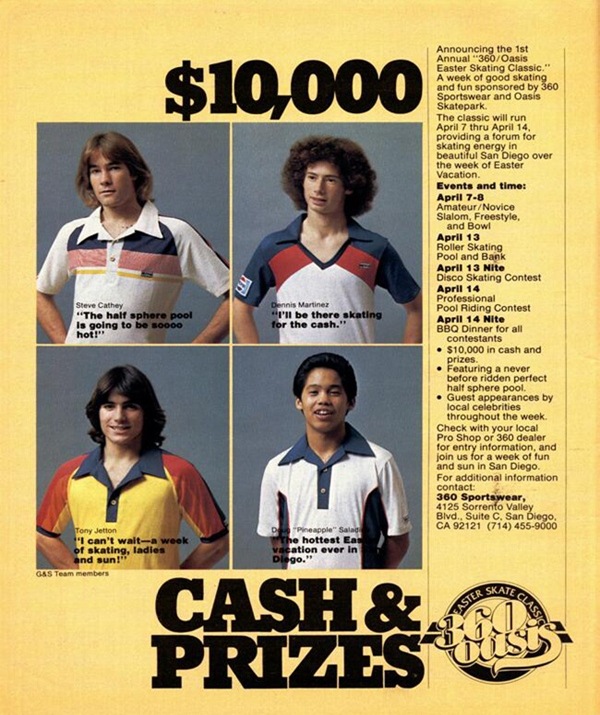 $10,000
Announcing the 1st
Annual "360/Oasis
Easter Skating Classic."
A week of good skating
and fun sponsored by 360
Sportswear and Oasis
Skatepark.
The classic will run
April 7 thru April 14,
providing a forum for
skating energy in
beautiful San Diego over
the week of Easter
Vacation.
Events and time:
April 7-8
Amateur/Novice
Slalom, Freestyle,
and Bowl
April 13
Roller Skating
Pool and Bank
April 13 Nite
Disco Skating Contest
April 14
Professional
Pool Riding Contest
April 14 Nite
BBQ Dinner for all
contestants
• $10,000 in cash and
prizes.
• Featuring a never
before ridden perfect
half sphere pool.
• Guest appearances by
local celebrities
throughout the week.
Check with your local
Pro Shop or 360 dealer
for entry information, and
join us for a week of fun
and sun in San Diego.
For additional information
contact:
360 Sportswear,
4125 Sorrento Valley
Blvd., Suite C, San Diego,
CA 92121 (714) 455-9000
Steve Cathey
"The half sphere pool
is going to be soooo
hot!"
Dennis Martinez
"I'll be there skating
for the cash."
Tony Jetton
"I can't wait—a week
of skating, ladies
and sun!"
Doug "Pineapple" Saladino
"The hottest Eas
vacation ever in
Diego."
G&S Team members
CASH &
PRIZES
EASTER SKATE CLASSIC
360
oasis